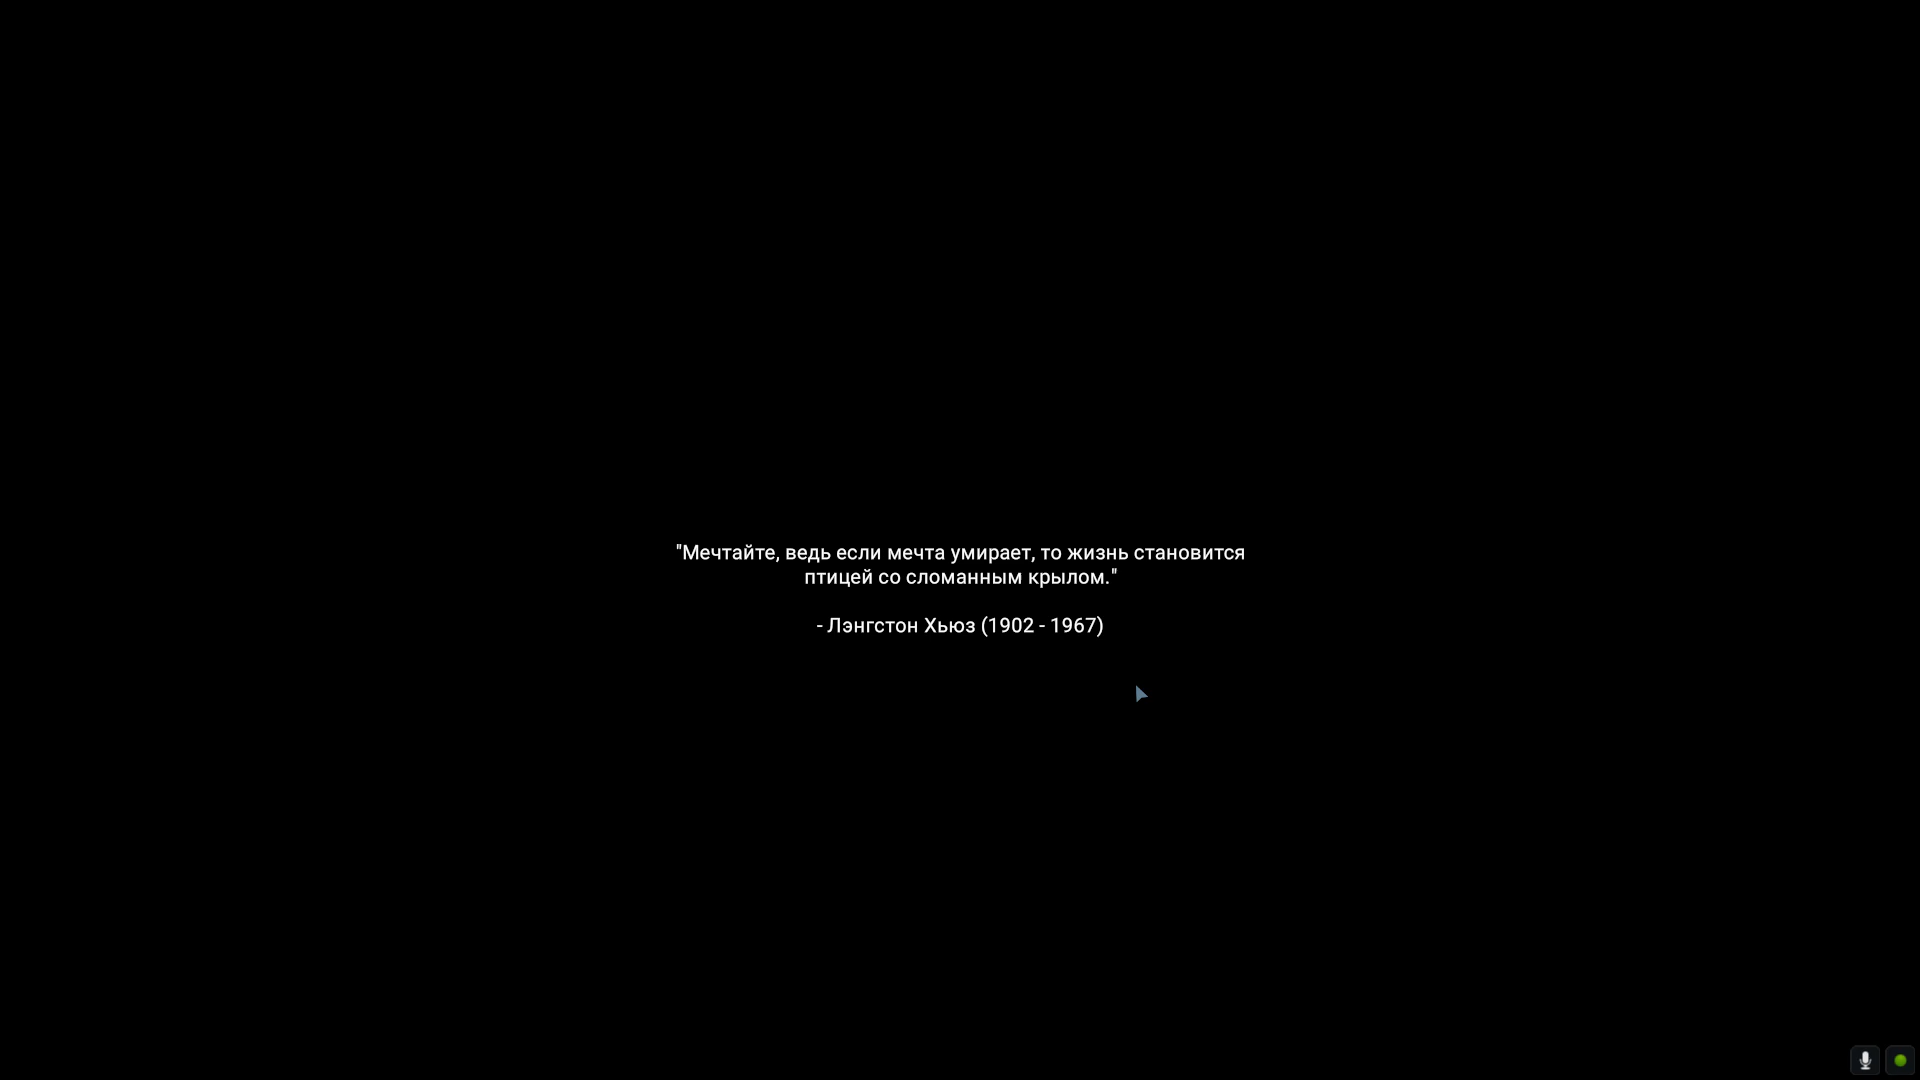 "Мечтайте, ведь если мечта умирает, то жизнь становится
птицей со сломанным крылом."
- Лэнгстон Хьюз (1902 - 1967)